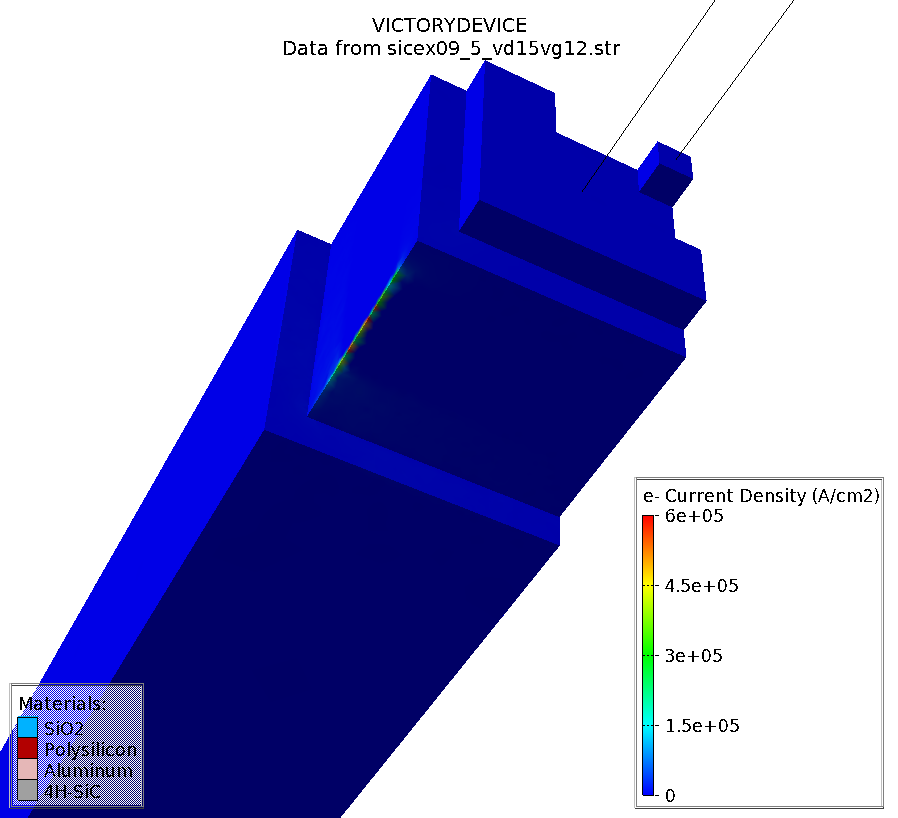 VICTORYDEVICE
Data from sicex09_5_vd15vg12.str
e- Current Density (A/cm2)
6e+05
4.5e+05
3e+05
1.5e+05
0
Materials:
SiO2
Polysilicon
Aluminum
4H-SiC